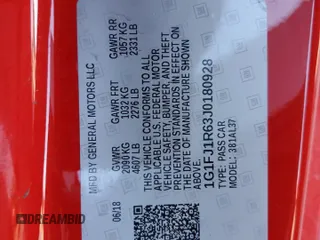 MFD BY GENERAL MOTORS LLC
06/18
GVWR GAWR FRT GAWR RR
2090 KG 1032 KG 1057 KG
4607 LB 2276 LB 2331 LB
THIS VEHICLE CONFORMS TO ALL
APPLICABLE U.S. FEDERAL MOTOR
VEHICLE SAFETY, BUMPER, AND THEFT
PREVENTION STANDARDS IN EFFECT ON
THE DATE OF MANUFACTURE SHOWN
ABOVE.
1G1FJ1R63J0180928
TYPE: PASS CAR
MODEL: 3B1AL37